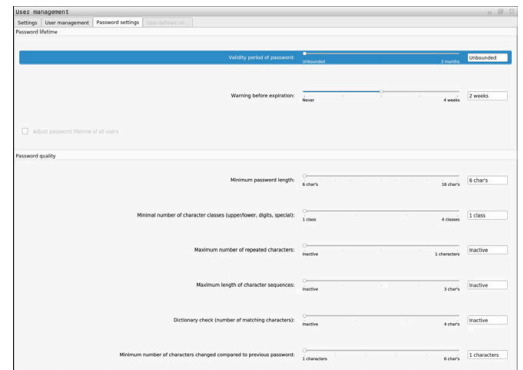 User management
Settings User management Password settings User-defined rol...
Password lifetime
Validity period of password: Unbounded 3 months Unbounded
Warning before expiration: Never 4 weeks 2 weeks
Adjust password lifetime of all users
Password quality
Minimum password length: 6 char's 18 char's 6 char's
Minimal number of character classes (upper/lower, digits, special): 1 class 4 classes 1 class
Maximum number of repeated characters: Inactive 1 characters Inactive
Maximum length of character sequences: Inactive 3 char's Inactive
Dictionary check (number of matching characters): Inactive 4 char's Inactive
Minimum number of characters changed compared to previous password: 1 characters 6 char's 1 characters